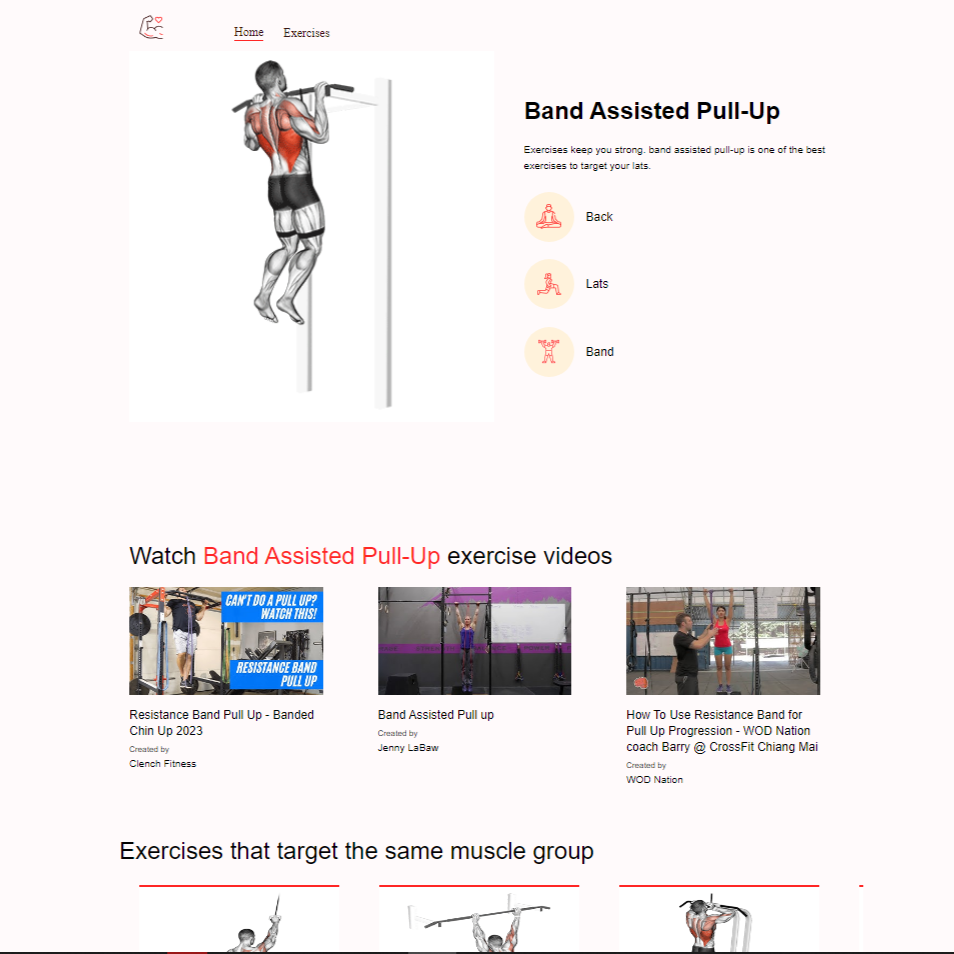 Home Exercises
Band Assisted Pull-Up
Exercises keep you strong. band assisted pull-up is one of the best
exercises to target your lats.
Back
Lats
Band
Watch Band Assisted Pull-Up exercise videos
CAN'T DO A PULL UP?
WATCH THIS!
RESISTANCE BAND
PULL UP
Resistance Band Pull Up - Banded
Chin Up 2023
Created by
Clench Fitness
Band Assisted Pull up
Created by
Jenny LaBaw
How To Use Resistance Band for
Pull Up Progression - WOD Nation
coach Barry @ CrossFit Chiang Mai
Created by
WOD Nation
Exercises that target the same muscle group